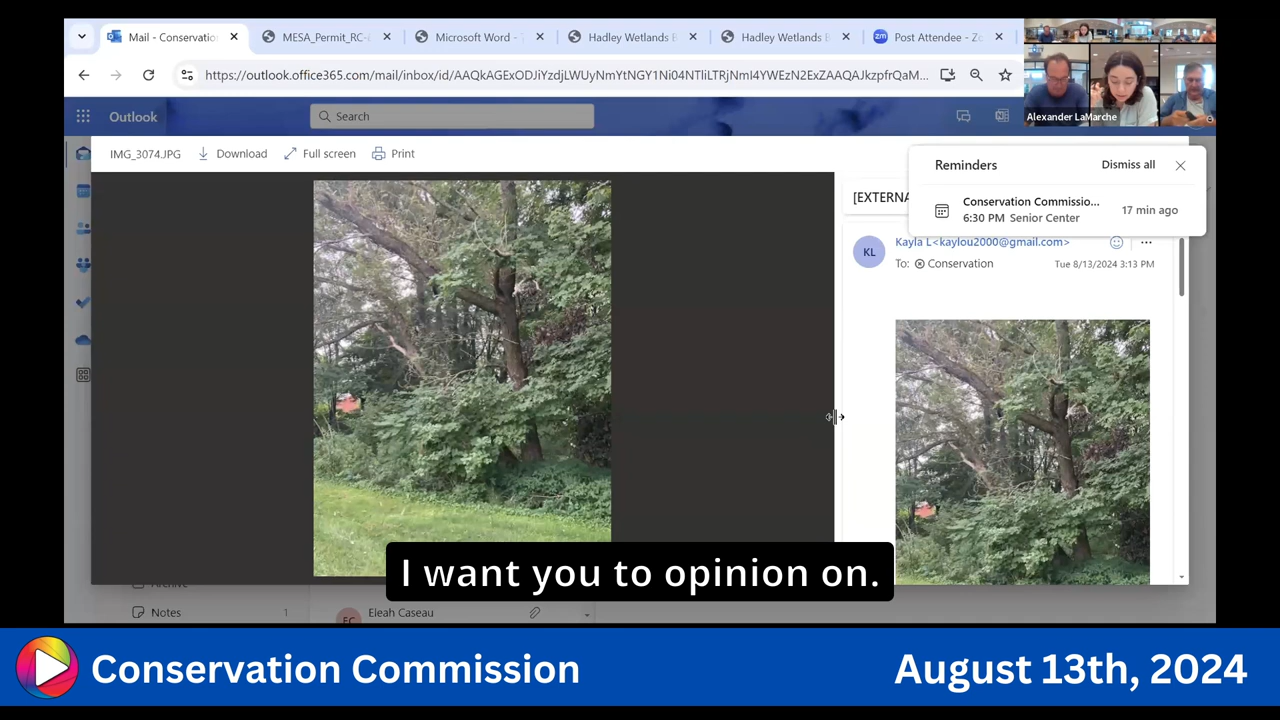 Mail - Conservatio
MESA_Permit_RC-
Microsoft Word -
Hadley Wetlands B
Hadley Wetlands B
Post Attendee - Zo
https://outlook.office365.com/mail/inbox/id/AAQkAGExODJiYzdjLWUyNmYtNGY1Ni04NTliLTRjNmI4YWEzN2ExZAAQAJkzpfrQaM...
Alexander LaMarche
Outlook
Search
IMG_3074.JPG
Download
Full screen
Print
Reminders
Dismiss all
Conservation Commissio...
6:30 PM Senior Center
17 min ago
[EXTERNA
KL
Kayla L<kaylou2000@gmail.com>
To:
Conservation
Tue 8/13/2024 3:13 PM
I want you to opinion on.
Archive
Notes
1
EC
Eleah Caseau
Conservation Commission
August 13th, 2024